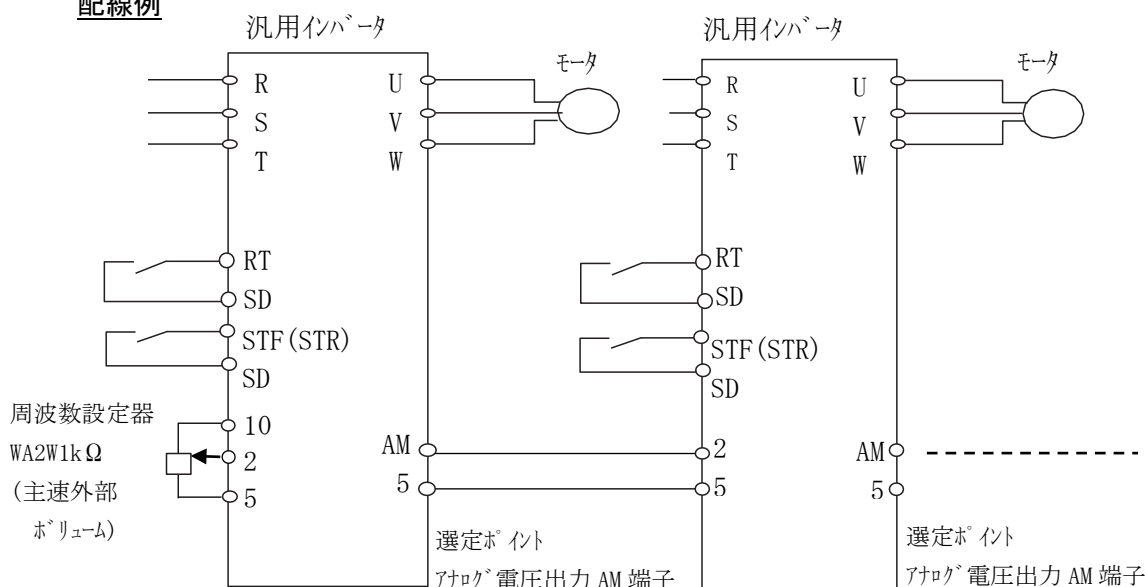 配線例
汎用インバータ
R
S
T
U
V
W
モータ
RT
SD
STF(STR)
SD
周波数設定器
WA2W1kΩ
(主速外部
ボリューム)
10
2
5
AM
5
選定ポイント
アナログ電圧出力 AM 端子
汎用インバータ
R
S
T
U
V
W
モータ
RT
SD
STF(STR)
SD
2
5
AM
5
選定ポイント
アナログ電圧出力 AM 端子